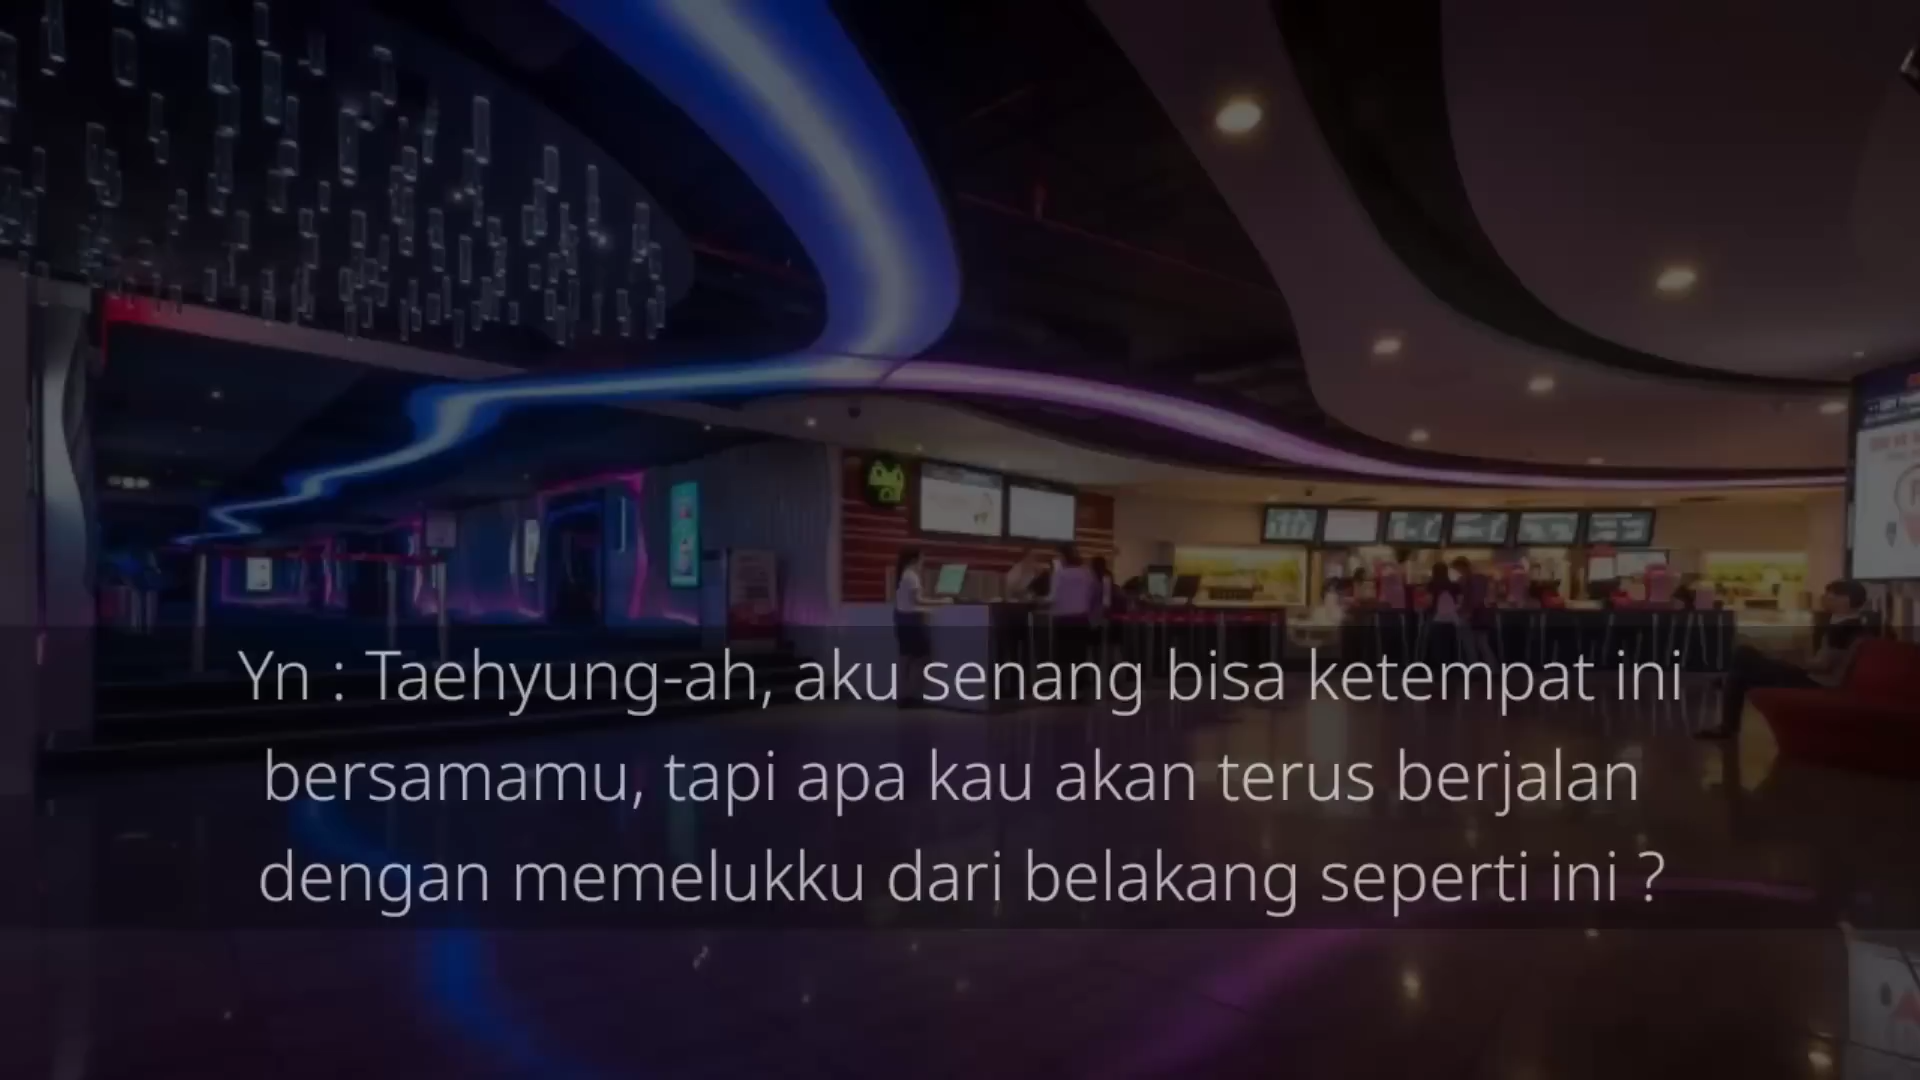 Yn : Taehyung-ah, aku senang bisa ketempat ini
bersamamu, tapi apa kau akan terus berjalan
dengan memelukku dari belakang seperti ini ?